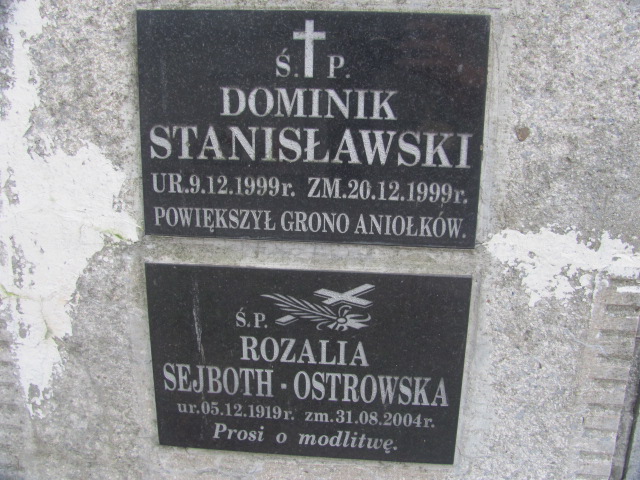 Ś. P.
DOMINIK
STANISŁAWSKI
UR.9.12.1999r. ZM.20.12.1999r.
POWIĘKSZYŁ GRONO ANIOŁKÓW.
Ś.P.
ROZALIA
SEJBOTH - OSTROWSKA
ur.05.12.1919r. zm.31.08.2004r.
Prosi o modlitwę.